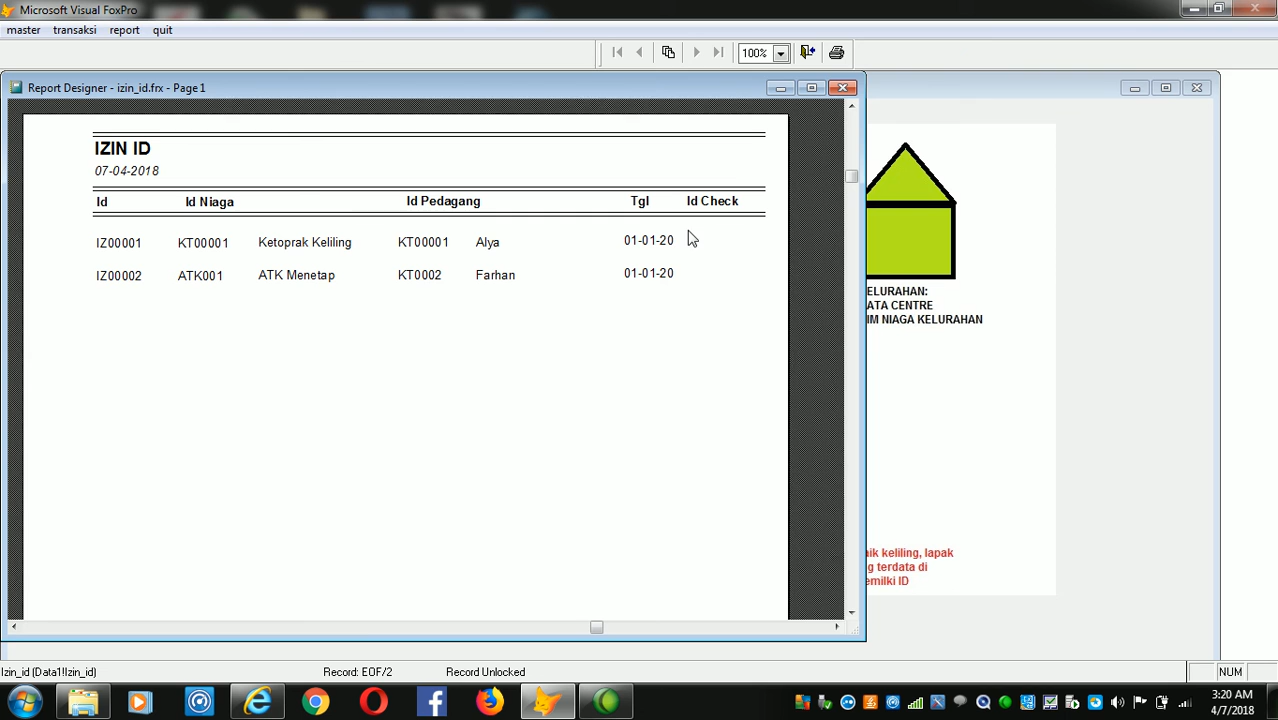 Microsoft Visual FoxPro
master transaksi report quit
100%
Report Designer - izin_id.frx - Page 1
IZIN ID
07-04-2018
Id Id Niaga Id Pedagang Tgl Id Check
IZ00001 KT00001 Ketoprak Keliling KT00001 Alya 01-01-20
IZ00002 ATK001 ATK Menetap KT0002 Farhan 01-01-20
ELURAHAN:
ATA CENTRE
IM NIAGA KELURAHAN
ik keliling, lapak
g terdata di
emilki ID
Izin_id (Data1!Izin_id) Record: EOF/2 Record Unlocked NUM
3:20 AM
4/7/2018